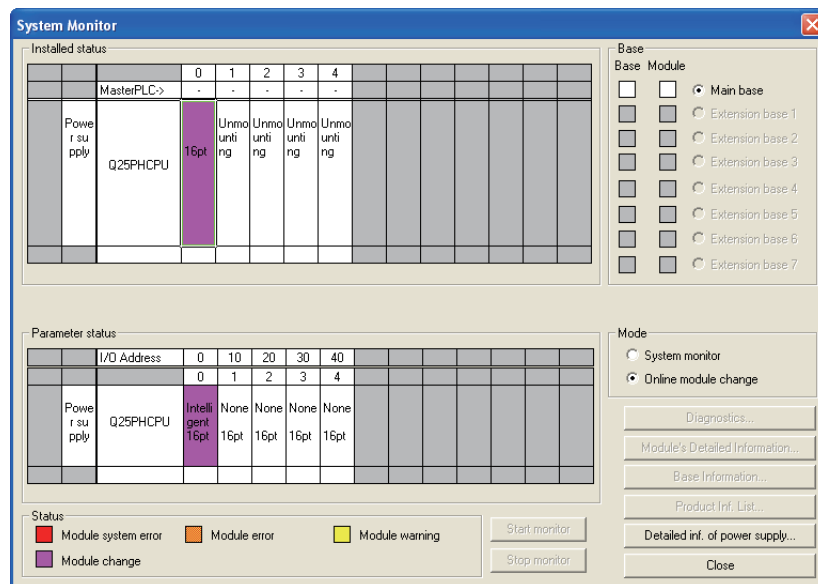 System Monitor
Installed status
0 1 2 3 4
MasterPLC-> - - - - -
Powe
r su
pply
Q25PHCPU
16pt
Unmo
unti
ng
Unmo
unti
ng
Unmo
unti
ng
Unmo
unti
ng
Base
Base Module
Main base
Extension base 1
Extension base 2
Extension base 3
Extension base 4
Extension base 5
Extension base 6
Extension base 7
Parameter status
I/O Address 0 10 20 30 40
0 1 2 3 4
Powe
r su
pply
Q25PHCPU
Intelli
gent
16pt
None
16pt
None
16pt
None
16pt
None
16pt
Mode
System monitor
Online module change
Diagnostics...
Module's Detailed Information...
Base Information...
Product Inf. List...
Detailed inf. of power supply...
Close
Status
Module system error
Module error
Module warning
Module change
Start monitor
Stop monitor